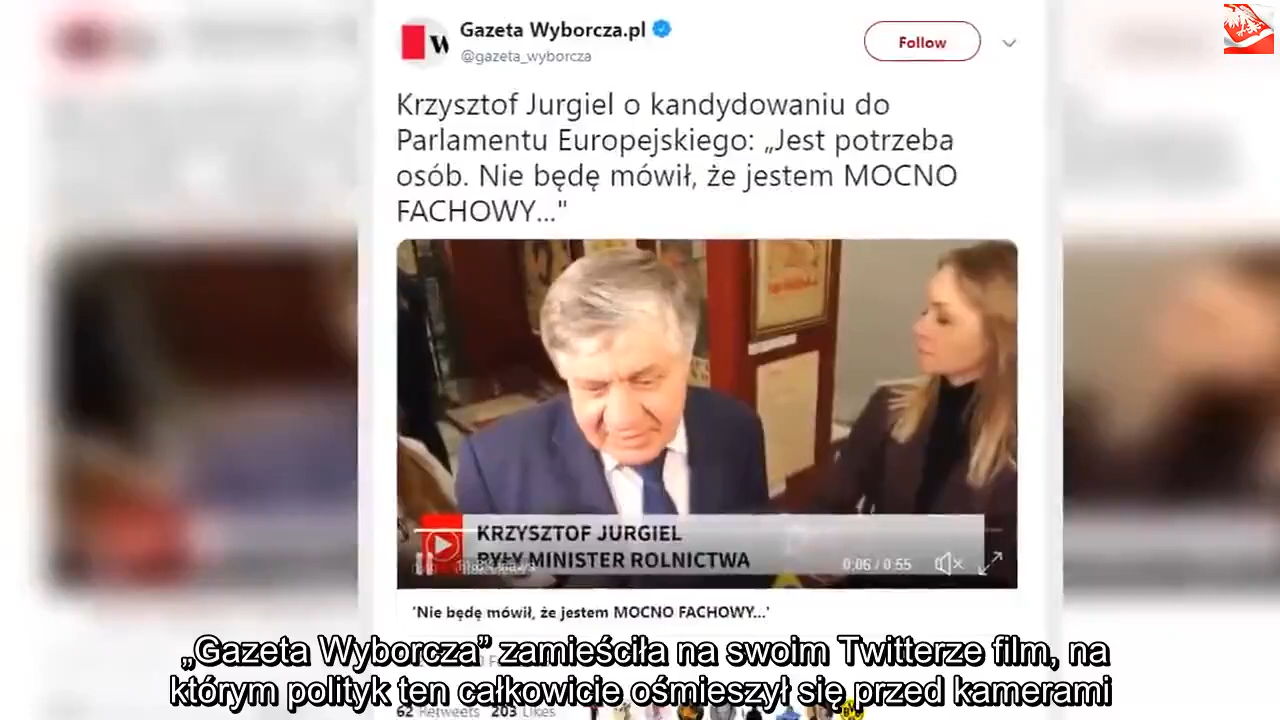 Gazeta Wyborcza.pl
@gazeta_wyborcza
Follow
Krzysztof Jurgiel o kandydowaniu do
Parlamentu Europejskiego: „Jest potrzeba
osób. Nie będę mówił, że jestem MOCNO
FACHOWY..."
KRZYSZTOF JURGIEL
BYŁY MINISTER ROLNICTWA
0:06 / 0:55
'Nie będę mówił, że jestem MOCNO FACHOWY...'
„Gazeta Wyborcza” zamieściła na swoim Twitterze film, na
którym polityk ten całkowicie ośmieszył się przed kamerami
62 Retweets 203 Likes